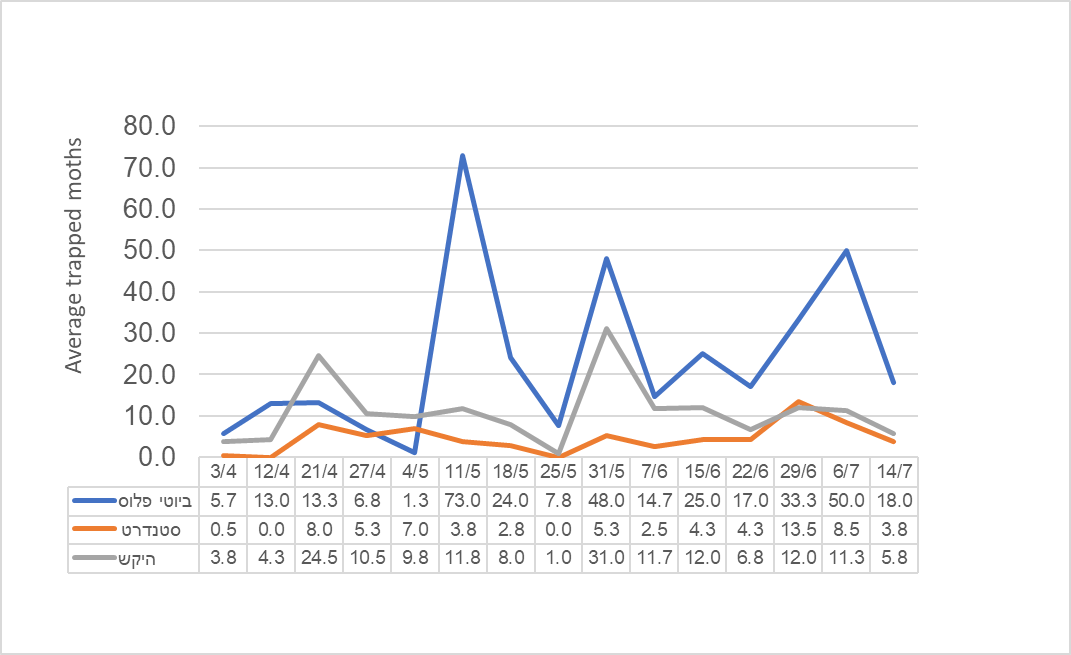 Average trapped moths
80.0
70.0
60.0
50.0
40.0
30.0
20.0
10.0
0.0
3/4 12/4 21/4 27/4 4/5 11/5 18/5 25/5 31/5 7/6 15/6 22/6 29/6 6/7 14/7
ביוטי פלוס 5.7 13.0 13.3 6.8 1.3 73.0 24.0 7.8 48.0 14.7 25.0 17.0 33.3 50.0 18.0
סטנדרט 0.5 0.0 8.0 5.3 7.0 3.8 2.8 0.0 5.3 2.5 4.3 4.3 13.5 8.5 3.8
היקש 3.8 4.3 24.5 10.5 9.8 11.8 8.0 1.0 31.0 11.7 12.0 6.8 12.0 11.3 5.8